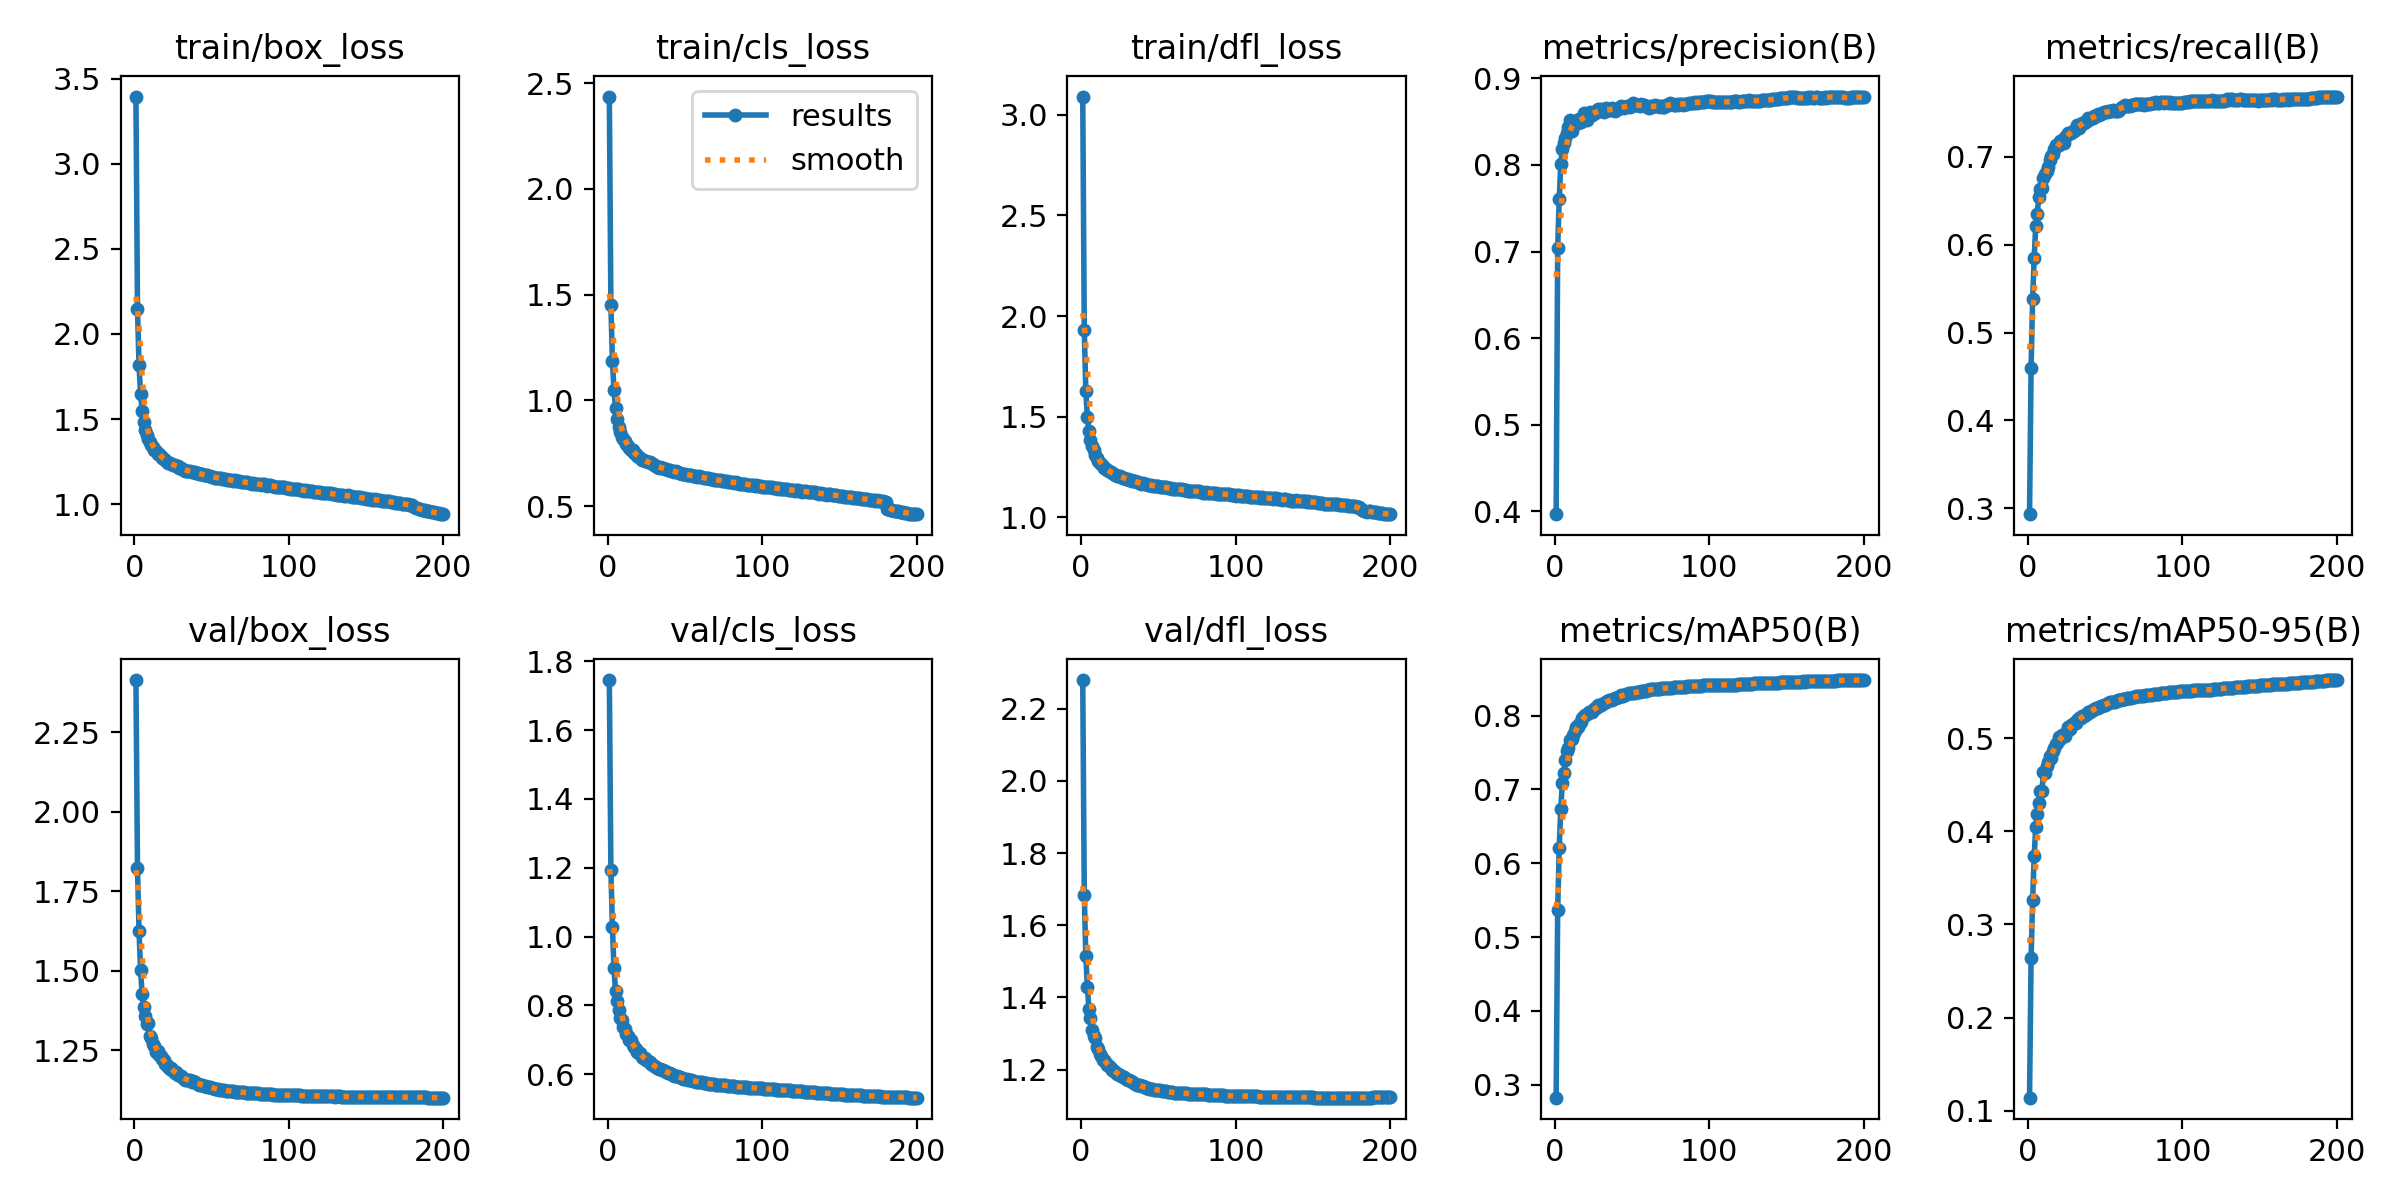 train/box_loss
3.5
3.0
2.5
2.0
1.5
1.0
0 100 200
train/cls_loss
results
smooth
2.5
2.0
1.5
1.0
0.5
0 100 200
train/dfl_loss
3.0
2.5
2.0
1.5
1.0
0 100 200
metrics/precision(B)
0.9
0.8
0.7
0.6
0.5
0.4
0 100 200
metrics/recall(B)
0.7
0.6
0.5
0.4
0.3
0 100 200
val/box_loss
2.25
2.00
1.75
1.50
1.25
0 100 200
val/cls_loss
1.8
1.6
1.4
1.2
1.0
0.8
0.6
0 100 200
val/dfl_loss
2.2
2.0
1.8
1.6
1.4
1.2
0 100 200
metrics/mAP50(B)
0.8
0.7
0.6
0.5
0.4
0.3
0 100 200
metrics/mAP50-95(B)
0.5
0.4
0.3
0.2
0.1
0 100 200